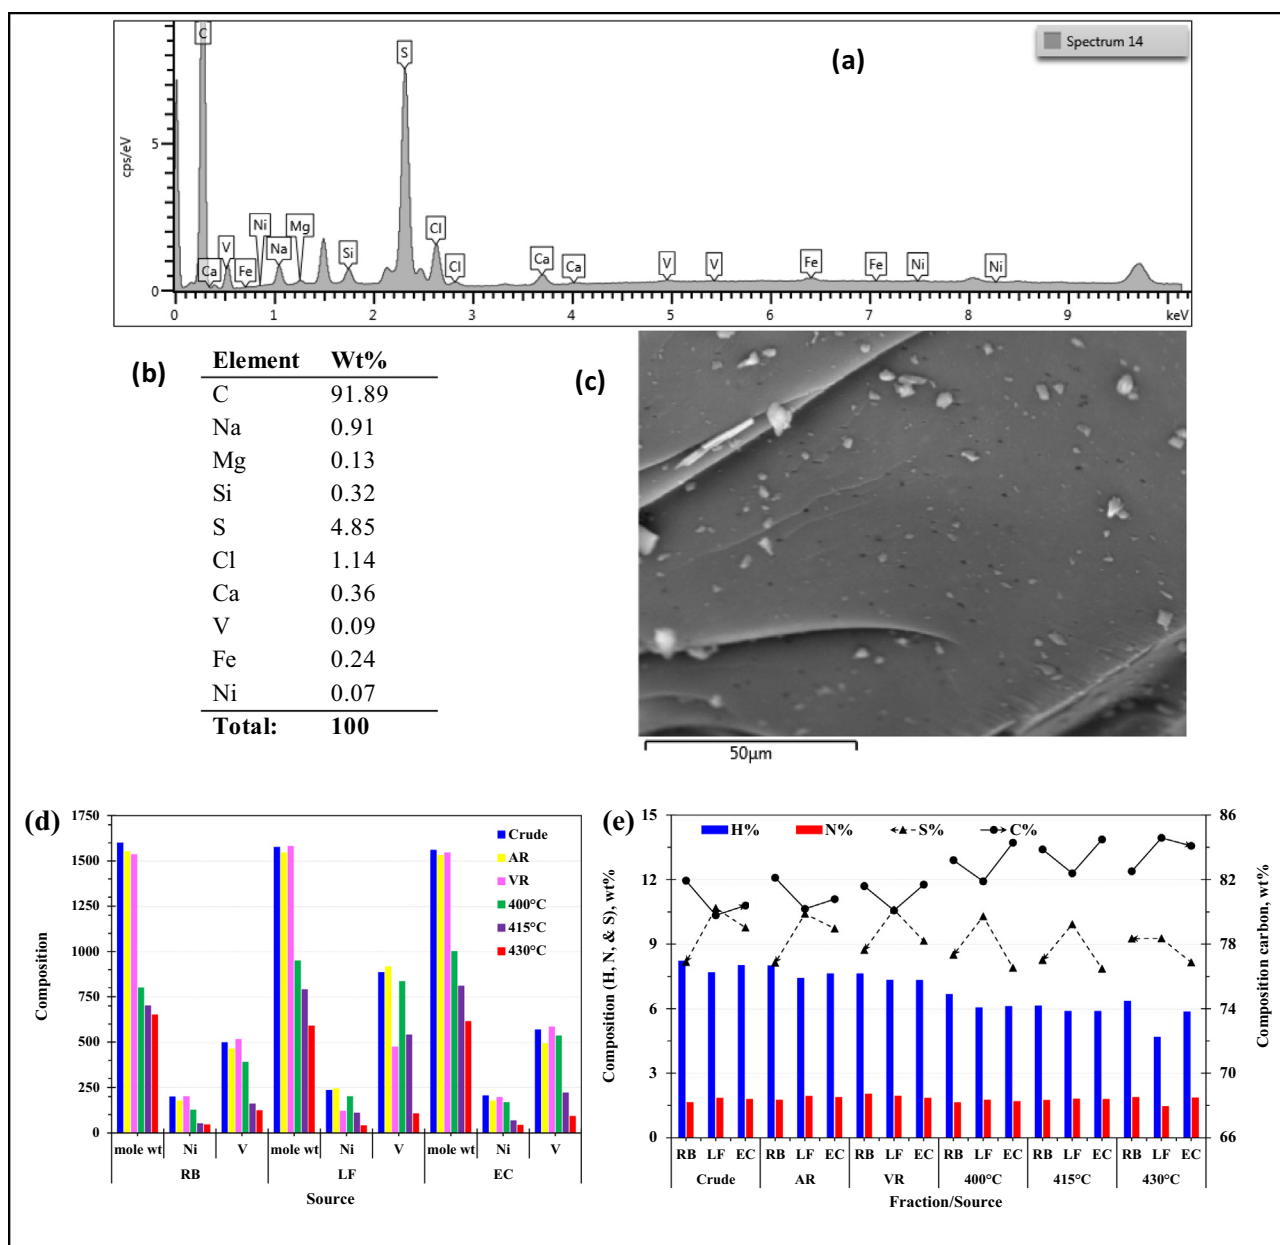 (a)
Spectrum 14
cps/eV
5
0
C
Ca
V
Fe
Ni
Na
Mg
Si
S
Cl
Cl
Ca
Ca
V
V
Fe
Fe
Ni
Ni
0 1 2 3 4 5 6 7 8 9 keV
(b)
Element Wt%
C 91.89
Na 0.91
Mg 0.13
Si 0.32
S 4.85
Cl 1.14
Ca 0.36
V 0.09
Fe 0.24
Ni 0.07
Total: 100
(c)
50µm
(d)
Composition
1750
1500
1250
1000
750
500
250
0
Crude
AR
VR
400°C
415°C
430°C
mole wt Ni V mole wt Ni V mole wt Ni V
RB LF EC
Source
(e)
H% N% S% C%
Composition (H, N, & S), wt%
15
12
9
6
3
0
Composition carbon, wt%
86
82
78
74
70
66
RB LF EC RB LF EC RB LF EC RB LF EC RB LF EC RB LF EC
Crude AR VR 400°C 415°C 430°C
Fraction/Source